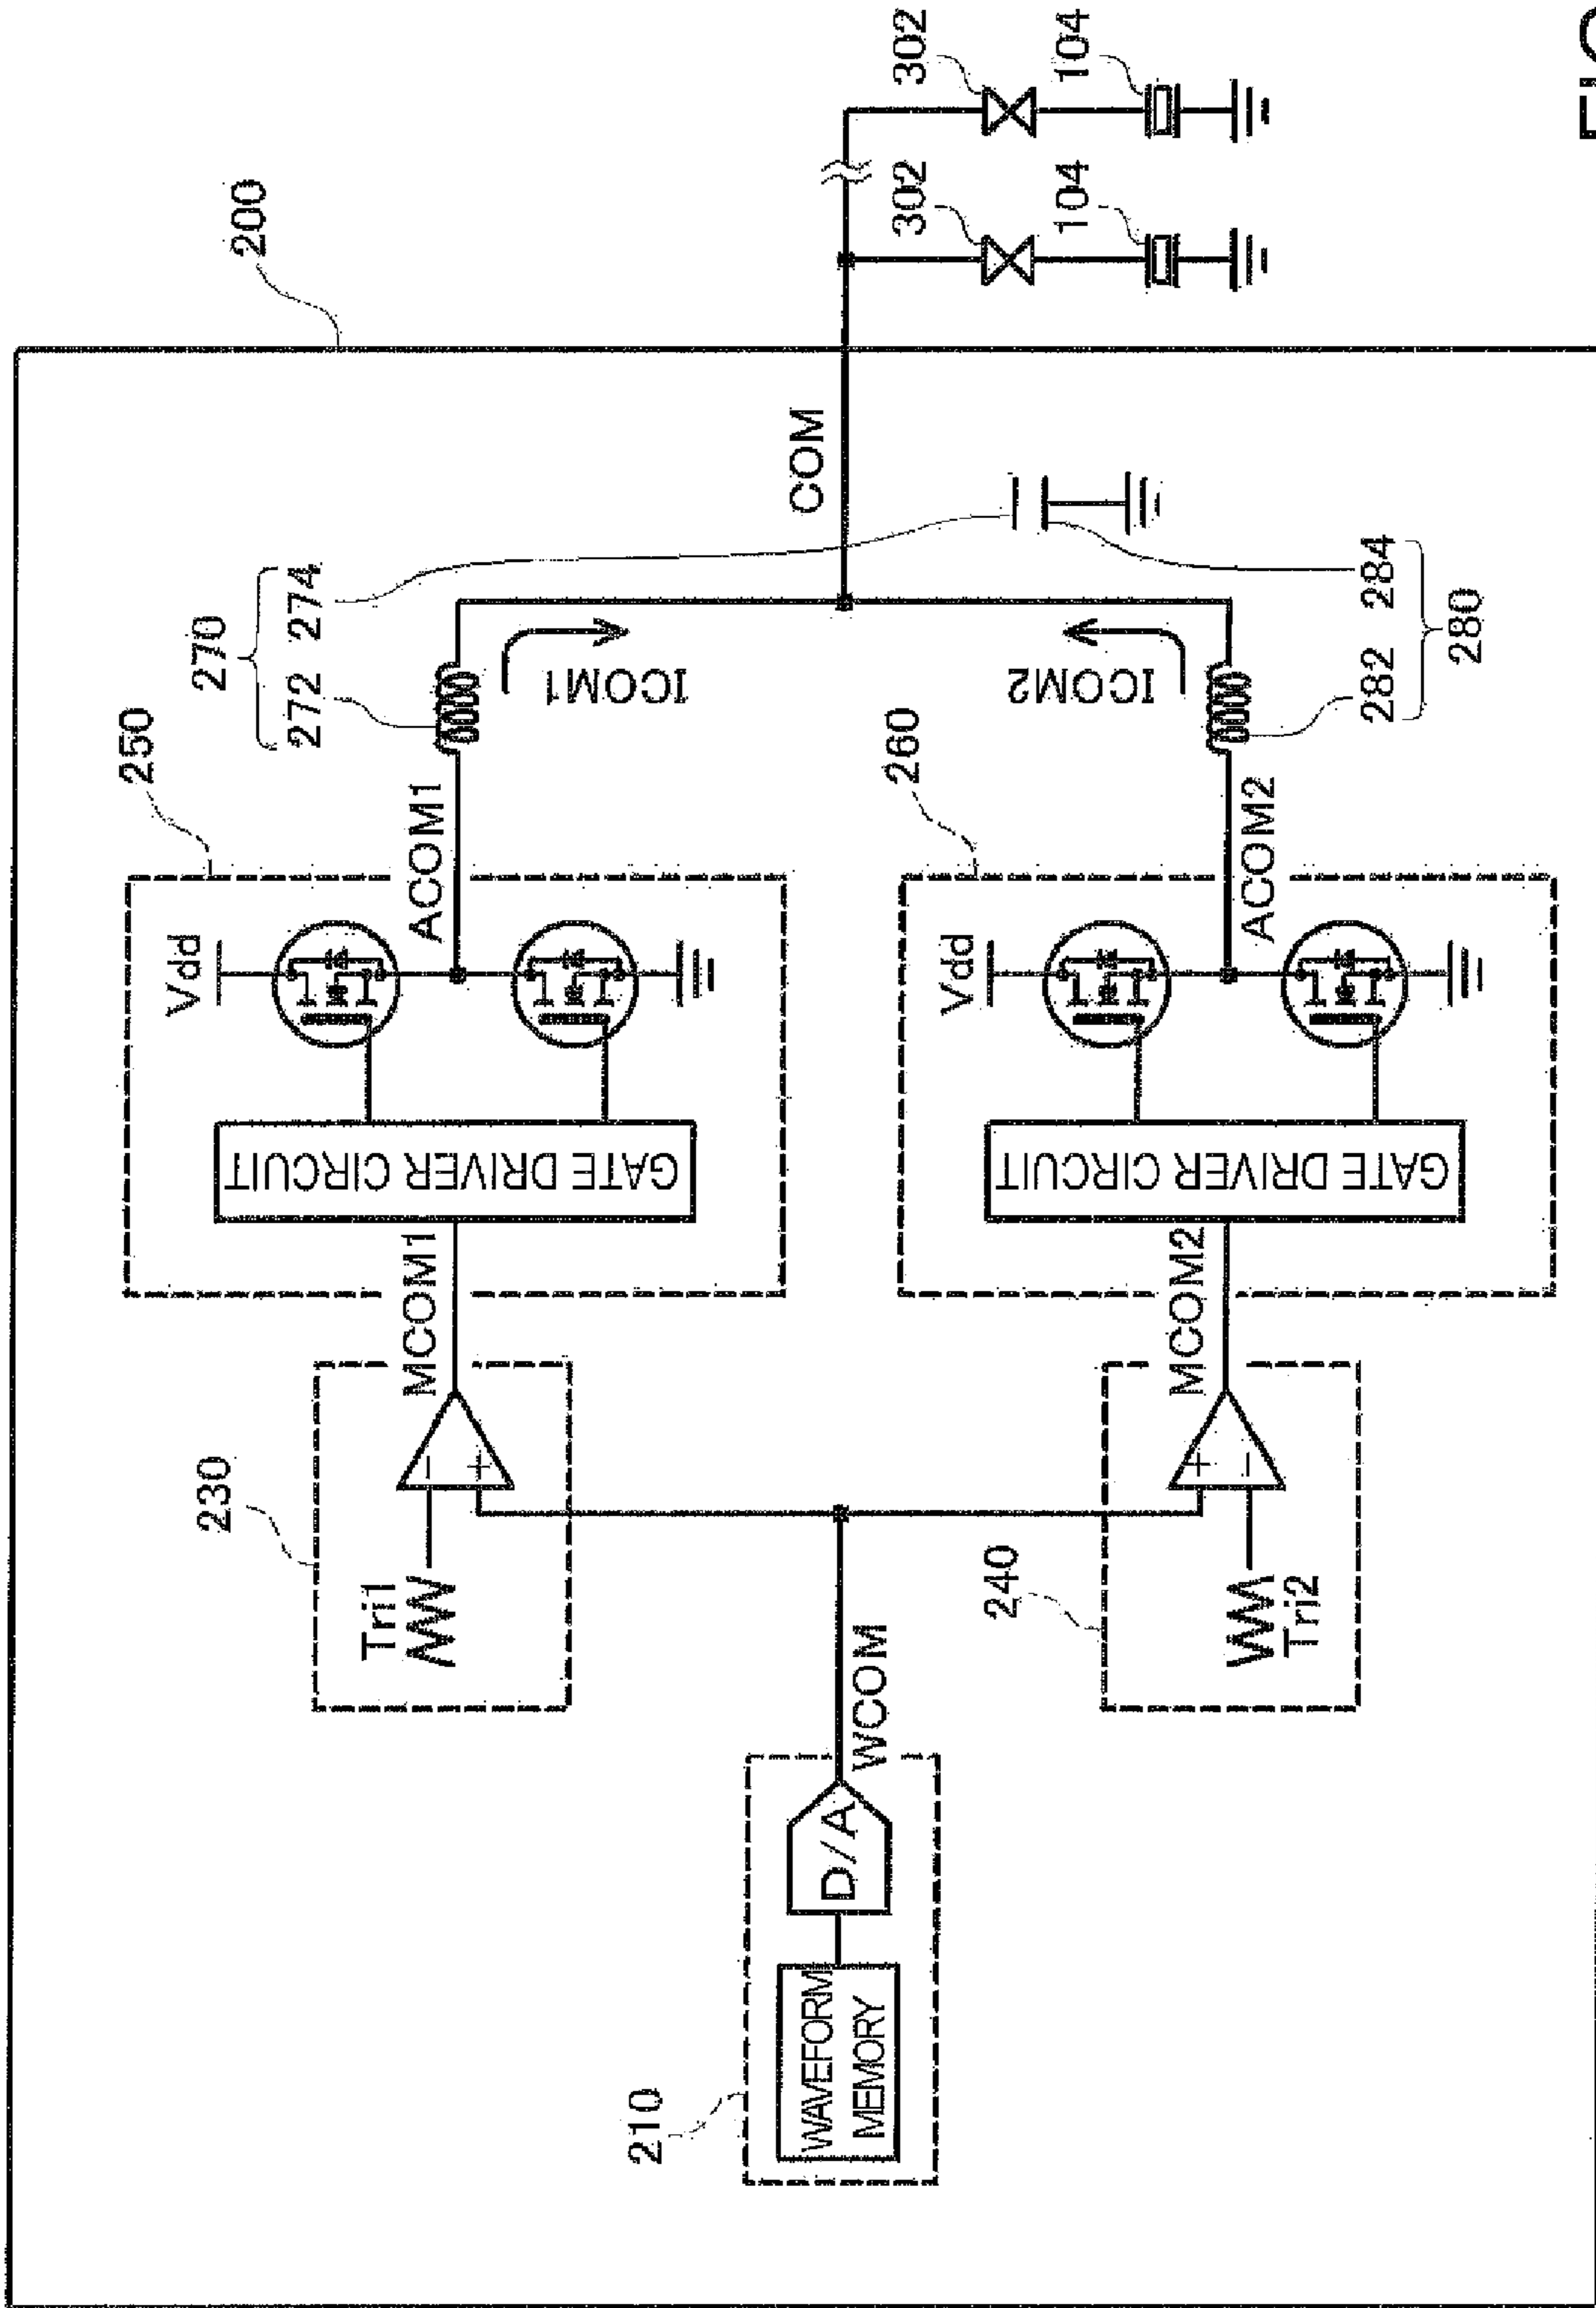 200
270
272 274
250
Vdd
ACOM1
GATE DRIVER CIRCUIT
MCOM1
230
Tri1
−
+
ICOM1
COM
302
302
104
104
210
WAVEFORM
MEMORY
D/A
WCOM
240
+
−
Tri2
MCOM2
260
Vdd
GATE DRIVER CIRCUIT
ACOM2
ICOM2
282 284
280